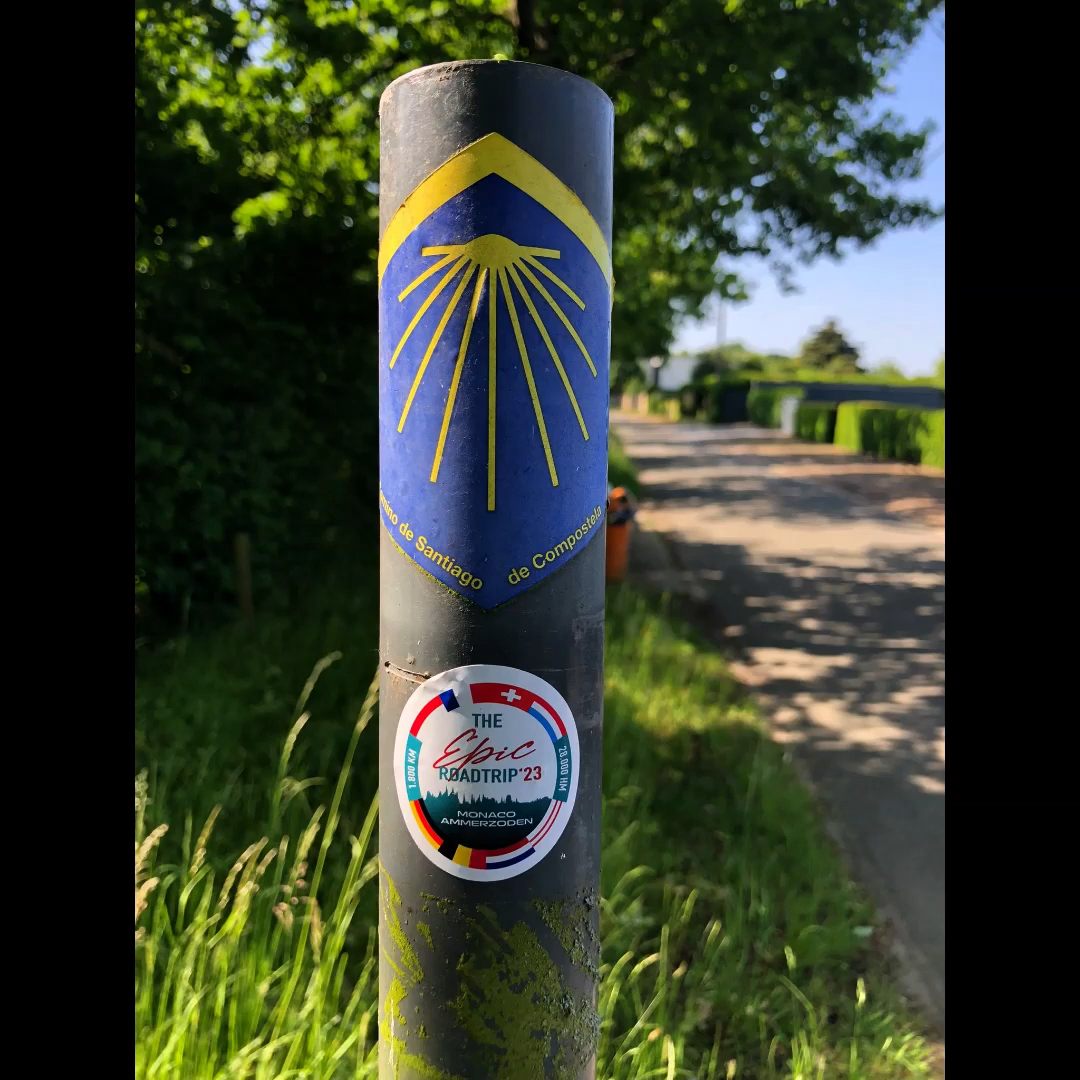 mino de Santiago
de Compostela
THE
Epic
ROADTRIP'23
1.800 KM
28.000 HM
MONACO
AMMERZODEN